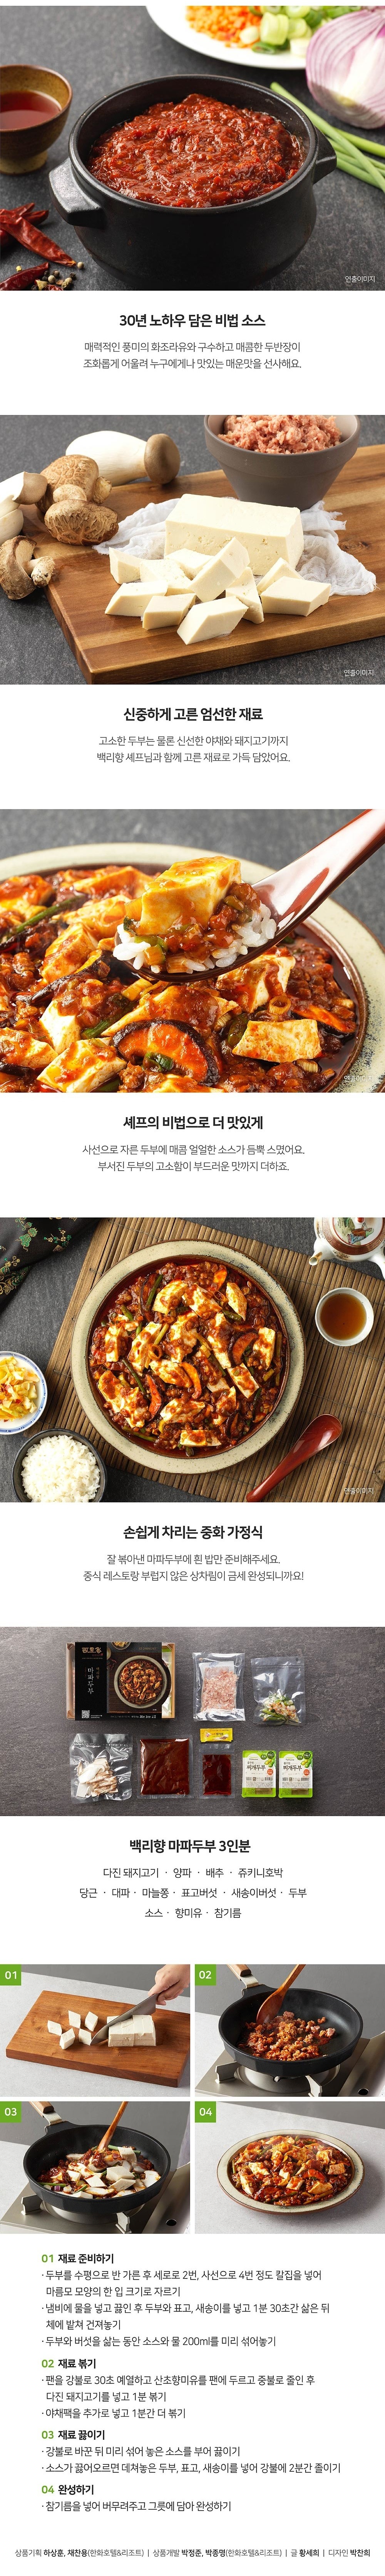 연출이미지
30년 노하우 담은 비법 소스
매력적인 풍미의 화조라유와 구수하고 매콤한 두반장이
조화롭게 어울려 누구에게나 맛있는 매운맛을 선사해요.
연출이미지
신중하게 고른 엄선한 재료
고소한 두부는 물론 신선한 야채와 돼지고기까지
백리향 셰프님과 함께 고른 재료로 가득 담았어요.
연출이미지
셰프의 비법으로 더 맛있게
사선으로 자른 두부에 매콤 얼얼한 소스가 듬뿍 스몄어요.
부서진 두부의 고소함이 부드러운 맛까지 더하죠.
연출이미지
손쉽게 차리는 중화 가정식
잘 볶아낸 마파두부에 흰 밥만 준비해주세요.
중식 레스토랑 부럽지 않은 상차림이 금세 완성되니까요!
마파두부
찌개두부
찌개두부
백리향 마파두부 3인분
다진 돼지고기 · 양파 · 배추 · 쥬키니호박
당근 · 대파 · 마늘쫑 · 표고버섯 · 새송이버섯 · 두부
소스 · 향미유 · 참기름
01
02
03
04
01 재료 준비하기
· 두부를 수평으로 반 가른 후 세로로 2번, 사선으로 4번 정도 칼집을 넣어
마름모 모양의 한 입 크기로 자르기
· 냄비에 물을 넣고 끓인 후 두부와 표고, 새송이를 넣고 1분 30초간 삶은 뒤
체에 밭쳐 건져놓기
· 두부와 버섯을 삶는 동안 소스와 물 200ml를 미리 섞어놓기
02 재료 볶기
· 팬을 강불로 30초 예열하고 산초향미유를 팬에 두르고 중불로 줄인 후
다진 돼지고기를 넣고 1분 볶기
· 야채팩을 추가로 넣고 1분간 더 볶기
03 재료 끓이기
· 강불로 바꾼 뒤 미리 섞어 놓은 소스를 부어 끓이기
· 소스가 끓어오르면 데쳐놓은 두부, 표고, 새송이를 넣어 강불에 2분간 졸이기
04 완성하기
· 참기름을 넣어 버무려주고 그릇에 담아 완성하기
상품기획 하상훈, 채찬용(한화호텔&리조트) | 상품개발 박정준, 박종명(한화호텔&리조트) | 글 황세희 | 디자인 박찬희